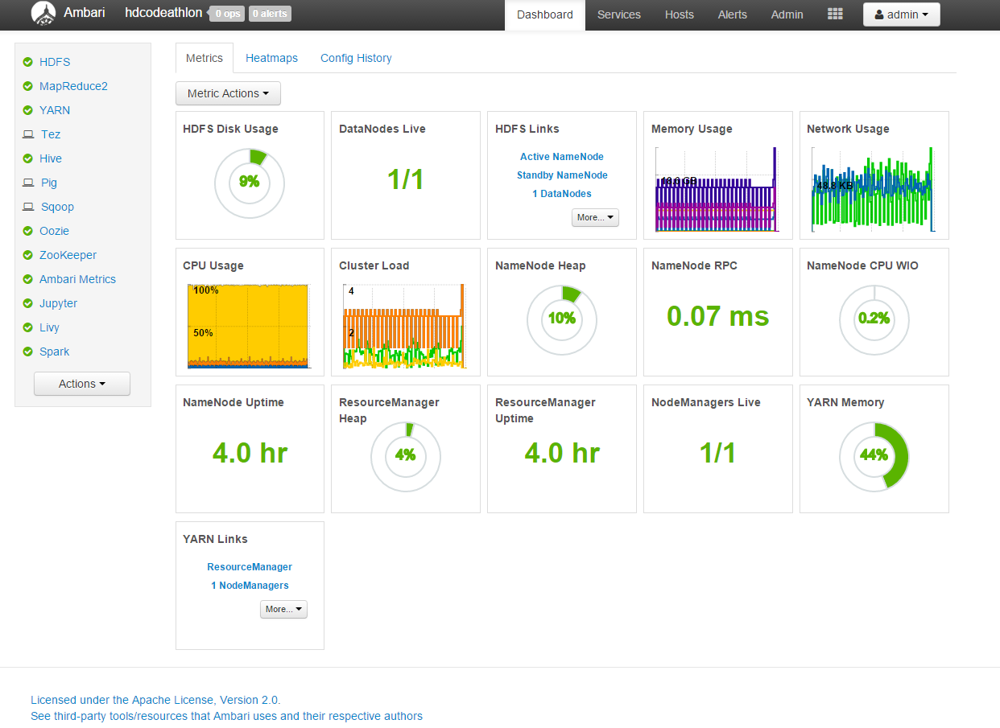 Ambari hdcodeathlon 0 ops 0 alerts Dashboard Services Hosts Alerts Admin admin
HDFS
MapReduce2
YARN
Tez
Hive
Pig
Sqoop
Oozie
ZooKeeper
Ambari Metrics
Jupyter
Livy
Spark
Actions
Metrics Heatmaps Config History
Metric Actions
HDFS Disk Usage
9%
DataNodes Live
1/1
HDFS Links
Active NameNode
Standby NameNode
1 DataNodes
More...
Memory Usage
Network Usage
48.8 KB
CPU Usage
100%
50%
Cluster Load
4
2
NameNode Heap
10%
NameNode RPC
0.07 ms
NameNode CPU WIO
0.2%
NameNode Uptime
4.0 hr
ResourceManager
Heap
4%
ResourceManager
Uptime
4.0 hr
NodeManagers Live
1/1
YARN Memory
44%
YARN Links
ResourceManager
1 NodeManagers
More...
Licensed under the Apache License, Version 2.0.
See third-party tools/resources that Ambari uses and their respective authors